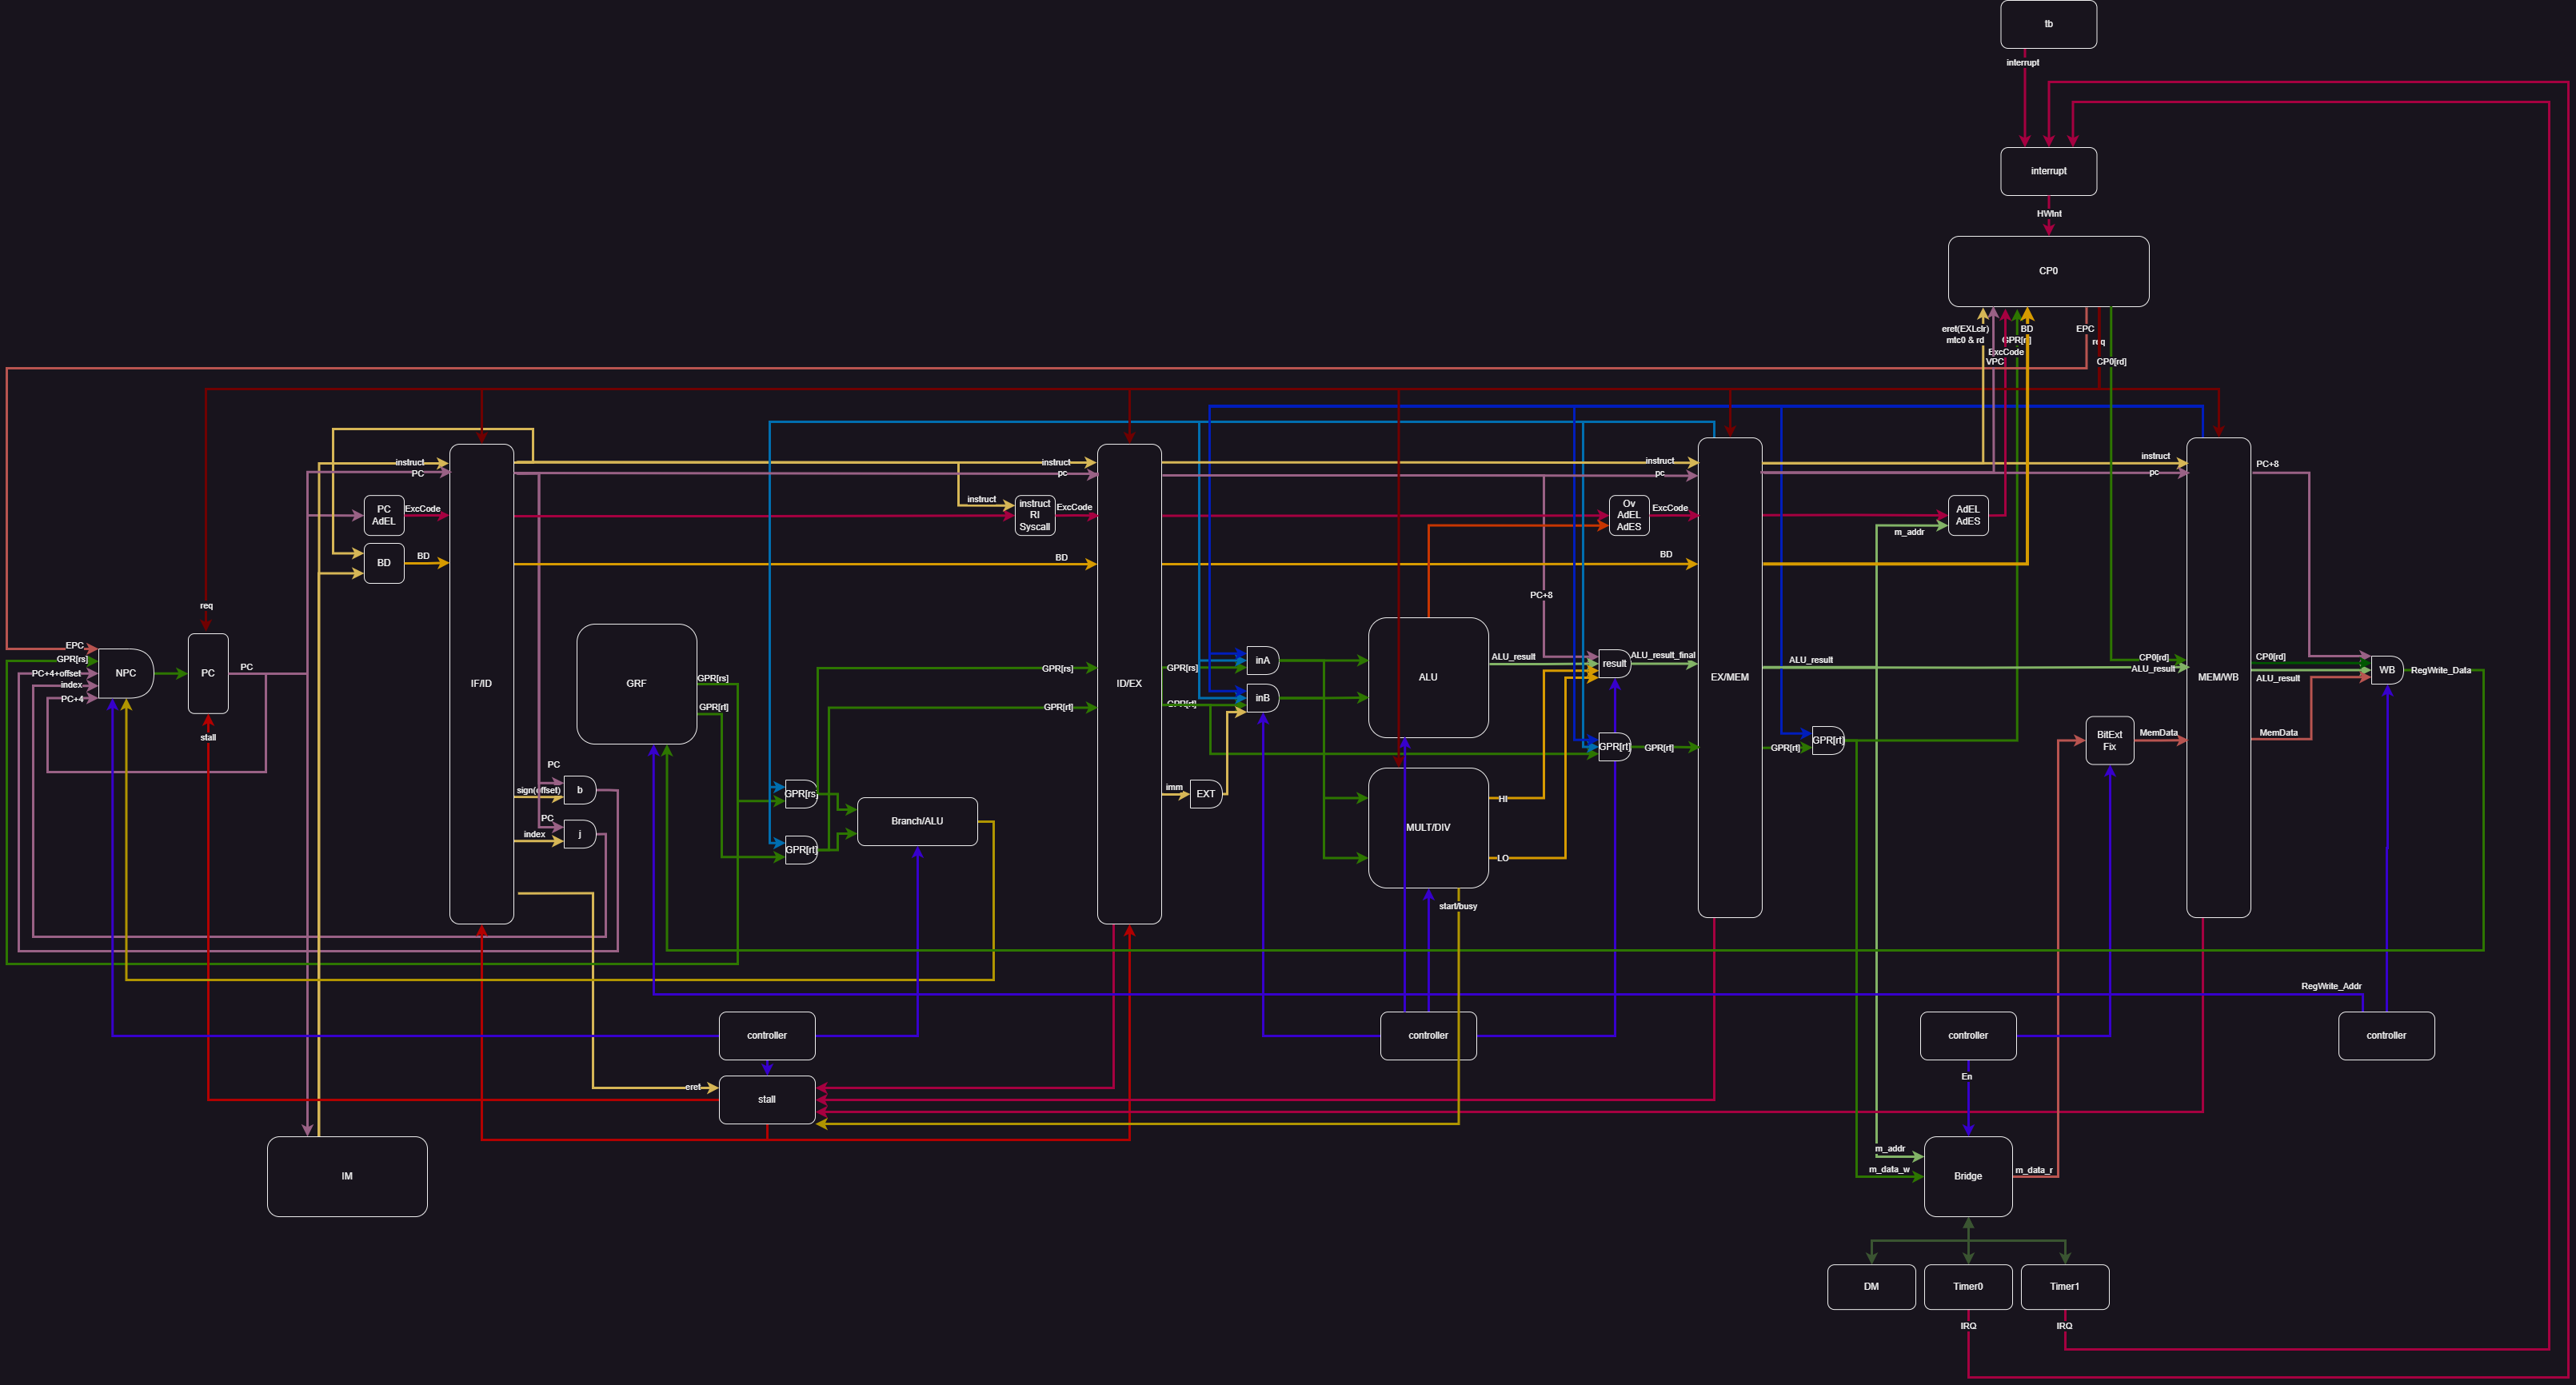 tb
interrupt
interrupt
HWInt
CP0
eret(EXLclr)
mtc0 & rd
VPC
ExcCode
GPR[rt]
BD
EPC
req
CP0[rd]
instruct
PC
PC
AdEL
ExcCode
BD
BD
IF/ID
instruct
pc
instruct
instruct
RI
Syscall
ExcCode
BD
ID/EX
instruct
pc
Ov
AdEL
AdES
ExcCode
BD
PC+8
EX/MEM
instruct
pc
AdEL
AdES
m_addr
MEM/WB
PC+8
req
EPC
GPR[rs]
PC+4+offset
index
PC+4
NPC
PC
PC
stall
GRF
GPR[rs]
GPR[rt]
GPR[rs]
GPR[rt]
GPR[rs]
GPR[rt]
inA
inB
ALU
ALU_result
result
ALU_result_final
GPR[rt]
GPR[rt]
ALU_result
GPR[rt]
GPR[rt]
CP0[rd]
ALU_result
BitExt
Fix
MemData
CP0[rd]
ALU_result
MemData
WB
RegWrite_Data
PC
sign(offset)
b
PC
index
j
GPR[rs]
GPR[rt]
Branch/ALU
imm
EXT
MULT/DIV
HI
LO
start/busy
RegWrite_Addr
controller
controller
controller
controller
eret
stall
En
IM
m_addr
m_data_w
Bridge
m_data_r
DM
Timer0
Timer1
IRQ
IRQ